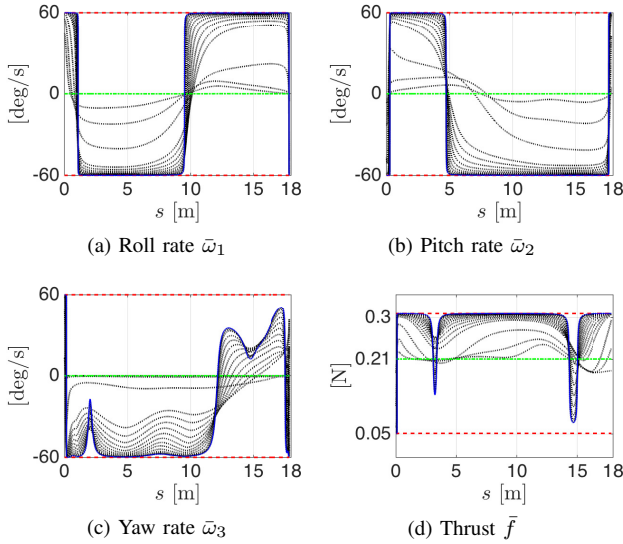 60
0
-60
[deg/s]
0 5 10 15 18
s [m]
(a) Roll rate ω̄₁
60
0
-60
[deg/s]
0 5 10 15 18
s [m]
(b) Pitch rate ω̄₂
60
0
-60
[deg/s]
0 5 10 15 18
s [m]
(c) Yaw rate ω̄₃
0.3
0.21
0.05
[N]
0 5 10 15 18
s [m]
(d) Thrust f̄